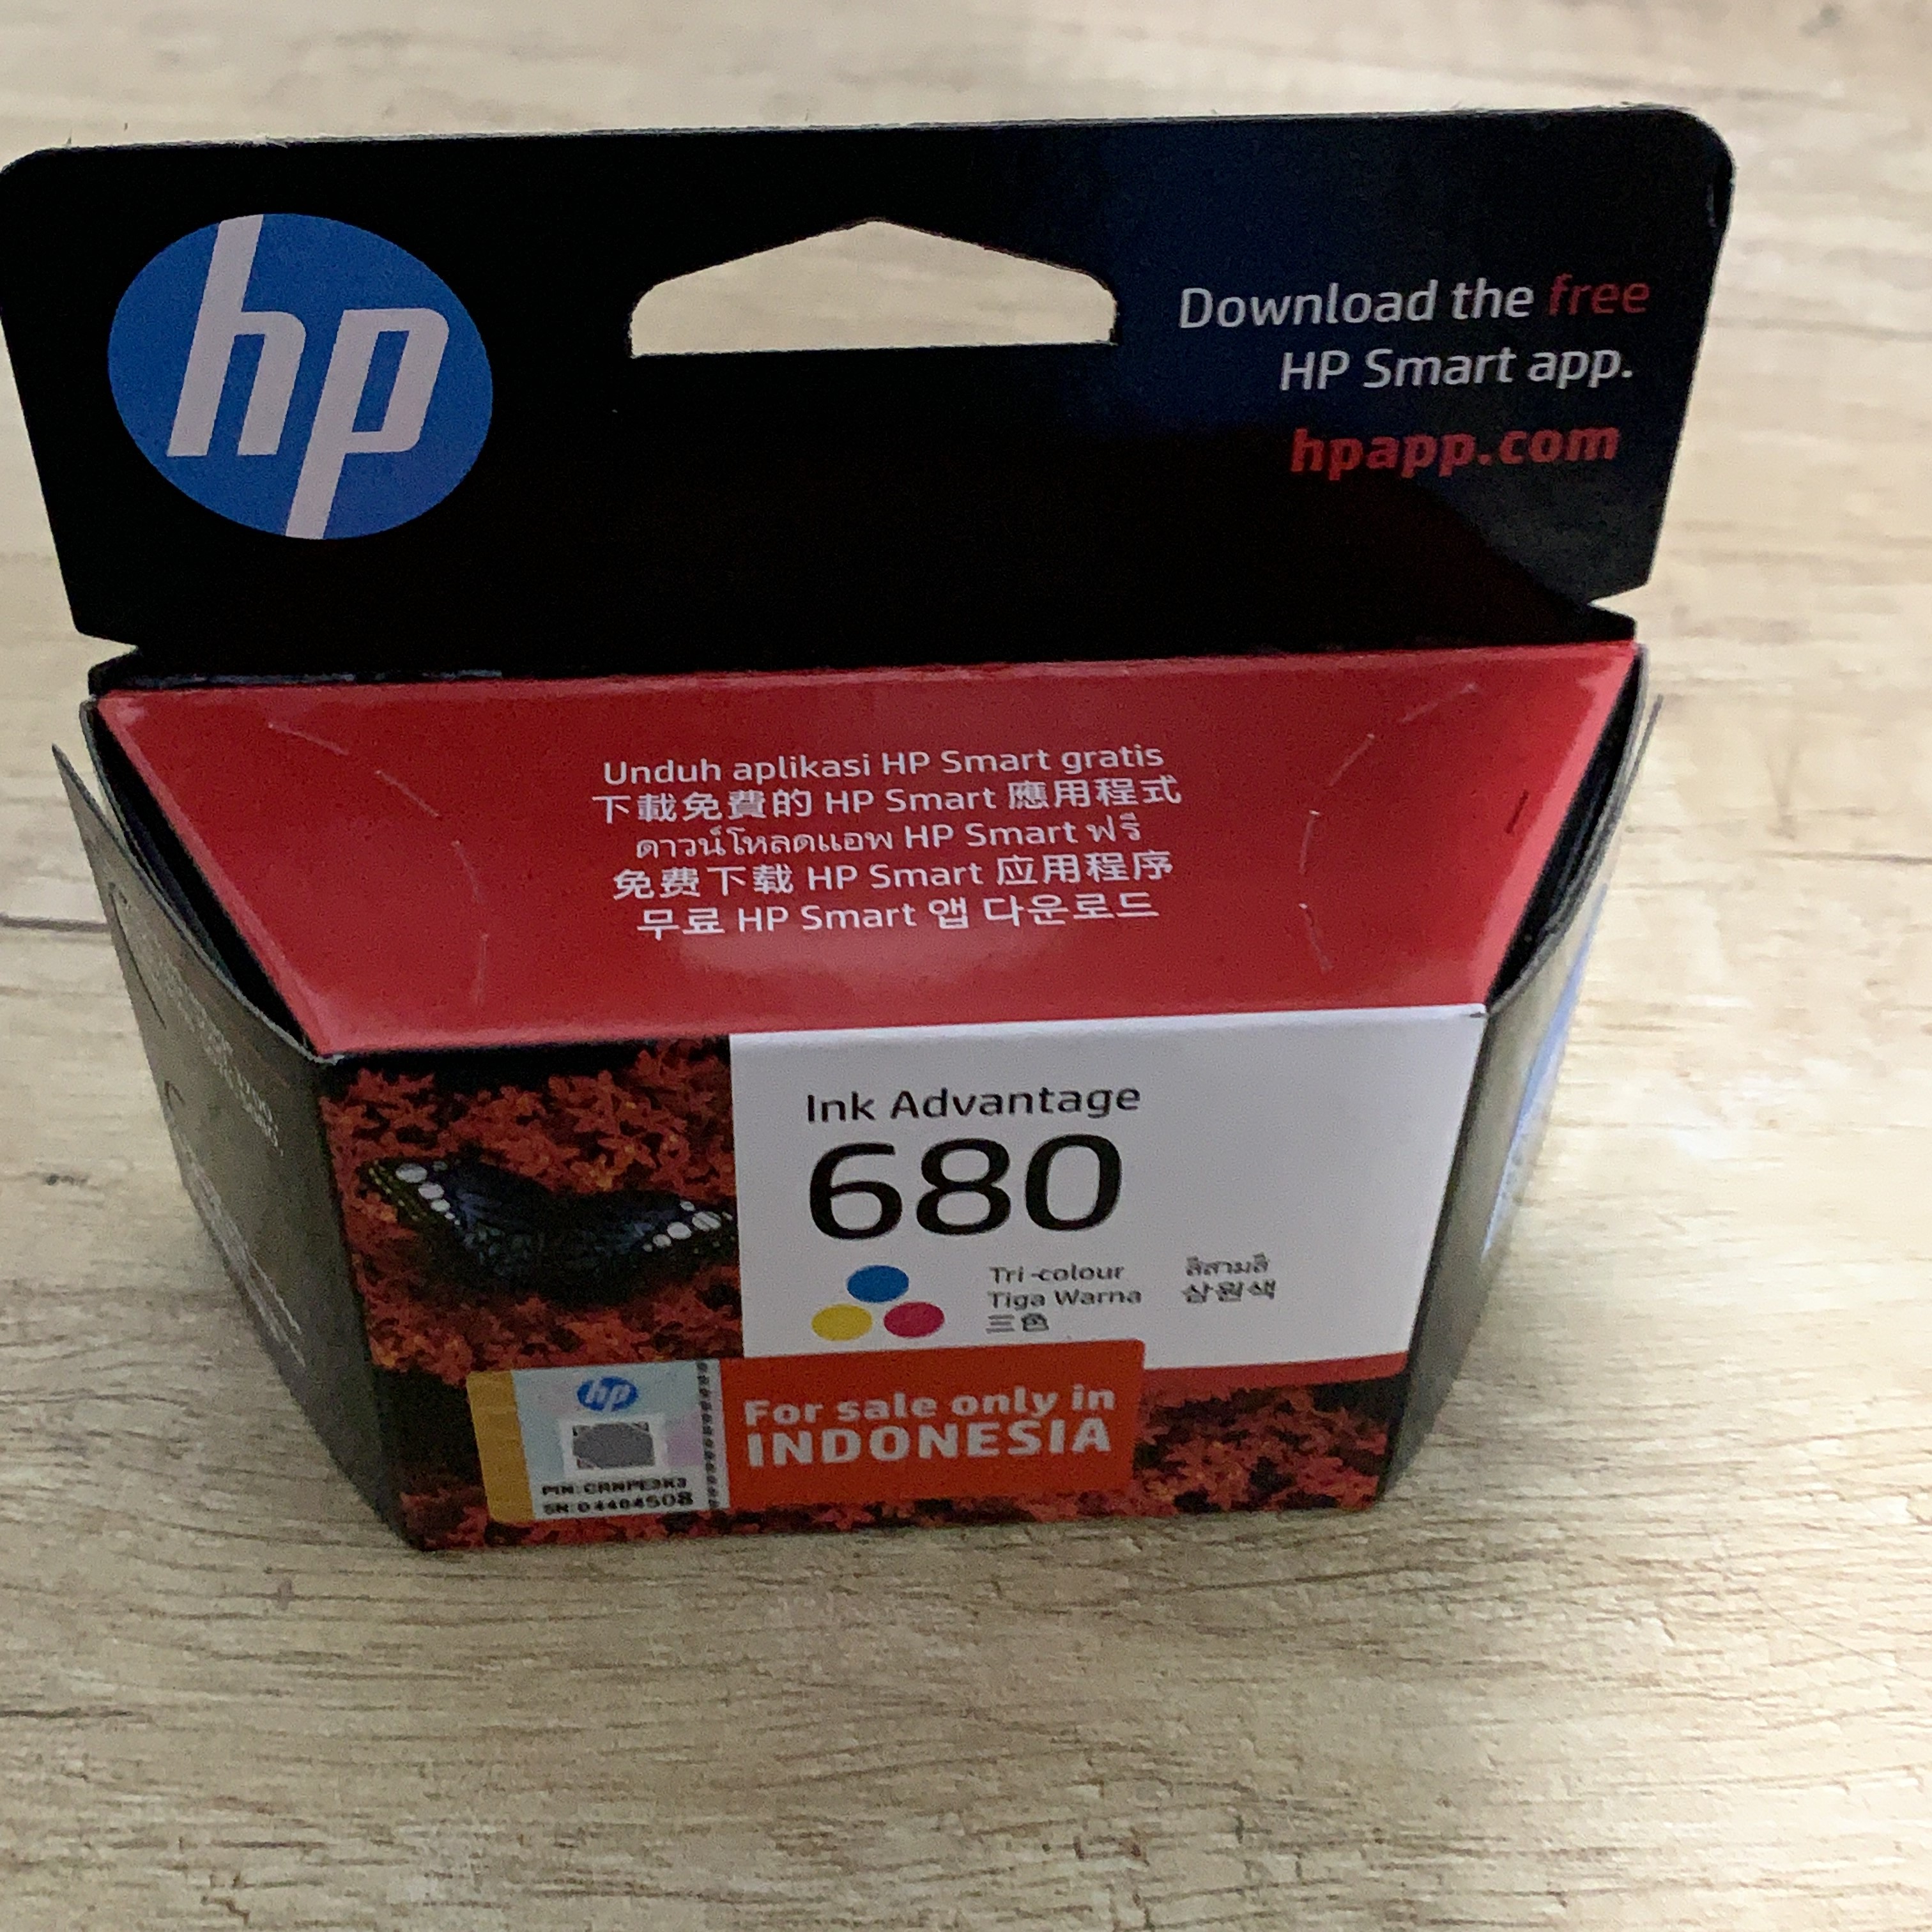 hp
Download the free
HP Smart app.
hpapp.com
Unduh aplikasi HP Smart gratis
下載免費的 HP Smart 應用程式
ดาวน์โหลดแอพ HP Smart ฟรี
免费下载 HP Smart 应用程序
무료 HP Smart 앱 다운로드
Ink Advantage
680
Tri-colour
Tiga Warna
三色
สีสามสี
삼원색
hp
For sale only in
INDONESIA
PIN: CRNPE3K3
SN: 04404508